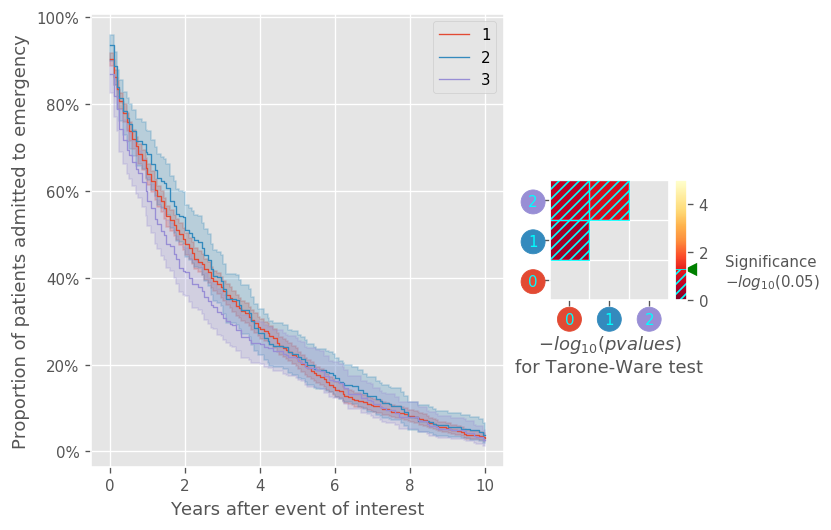 100%
80%
60%
40%
20%
0%
Proportion of patients admitted to emergency
0 2 4 6 8 10
Years after event of interest
1
2
3
2
1
0
0 1 2
−log10(pvalues)
for Tarone-Ware test
4
2
0
Significance
−log10(0.05)